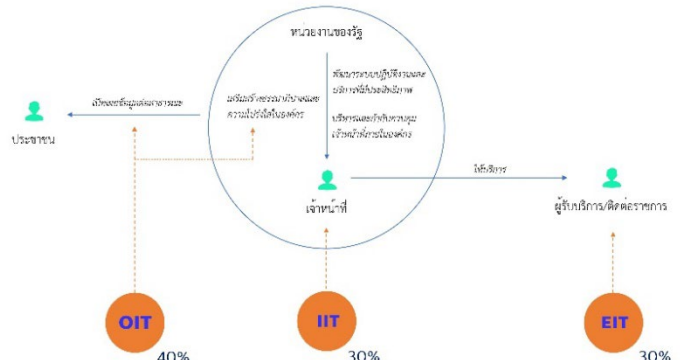 หน่วยงานของรัฐ
พัฒนาระบบปฏิบัติงานและ
บริการที่มีประสิทธิภาพ
เปิดเผยข้อมูลต่อสาธารณะ
เสริมสร้างธรรมาภิบาลและ
ความโปร่งใสในองค์กร
บริหารและกำกับควบคุม
เจ้าหน้าที่ภายในองค์กร
ประชาชน
ให้บริการ
เจ้าหน้าที่
ผู้รับบริการ/ติดต่อราชการ
OIT
IIT
EIT
40%
30%
30%